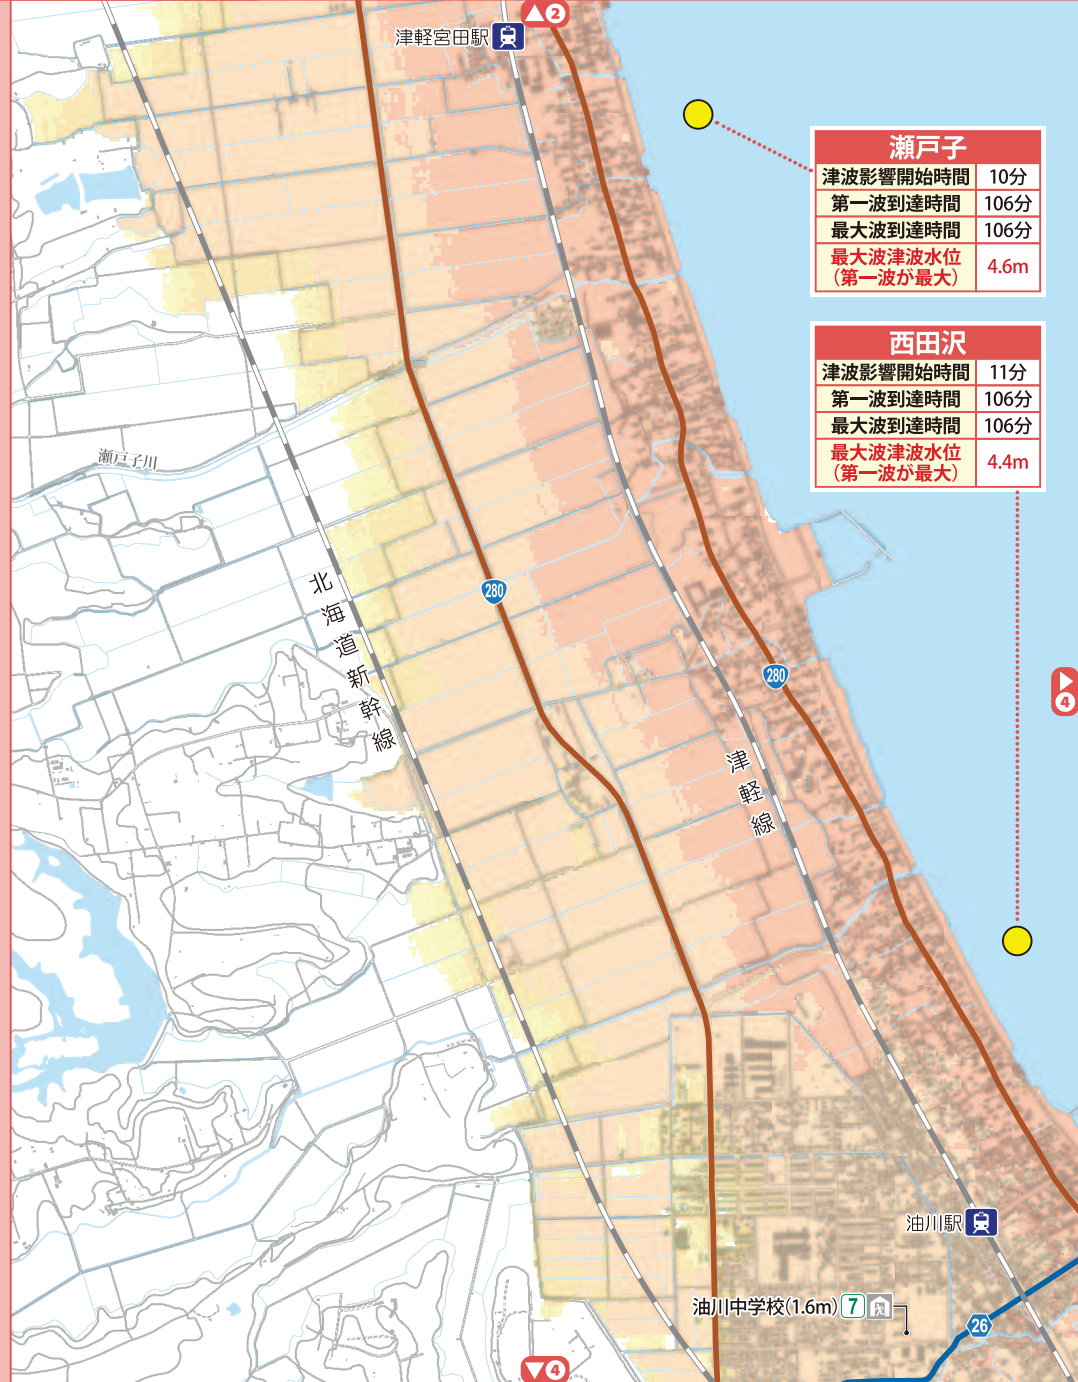 ▲2
津軽宮田駅
瀬戸子
津波影響開始時間 10分
第一波到達時間 106分
最大波到達時間 106分
最大波津波水位
(第一波が最大)
4.6m
西田沢
津波影響開始時間 11分
第一波到達時間 106分
最大波到達時間 106分
最大波津波水位
(第一波が最大)
4.4m
瀬戸子川
北海道新幹線
280
280
▶4
津軽線
油川駅
油川中学校(1.6m) 7
26
▼4